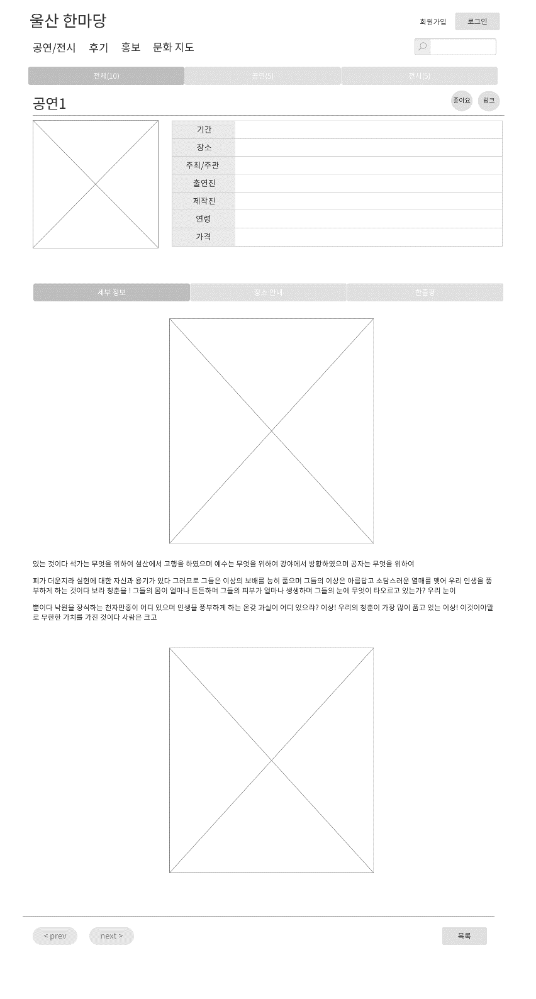 울산 한마당
회원가입
로그인
공연/전시 후기 홍보 문화 지도
전체(10) 공연(5) 전시(5)
공연1
좋아요 링크
기간
장소
주최/주관
출연진
제작진
연령
가격
세부 정보 장소 안내 한줄평
있는 것이다 석가는 무엇을 위하여 설산에서 고행을 하였으며 예수는 무엇을 위하여 광야에서 방황하였으며 공자는 무엇을 위하여
피가 더운지라 실현에 대한 자신과 용기가 있다 그러므로 그들은 이상의 보배를 능히 품으며 그들의 이상은 아름답고 소담스러운 열매를 맺어 우리 인생을 풍
부하게 하는 것이다 보라 청춘을 ! 그들의 몸이 얼마나 튼튼하며 그들의 피부가 얼마나 생생하며 그들의 눈에 무엇이 타오르고 있는가? 우리 눈이
뿐이다 낙원을 장식하는 천자만홍이 어디 있으며 인생을 풍부하게 하는 온갖 과실이 어디 있으랴? 이상! 우리의 청춘이 가장 많이 품고 있는 이상! 이것이야말
로 무한한 가치를 가진 것이다 사람은 크고
< prev next > 목록